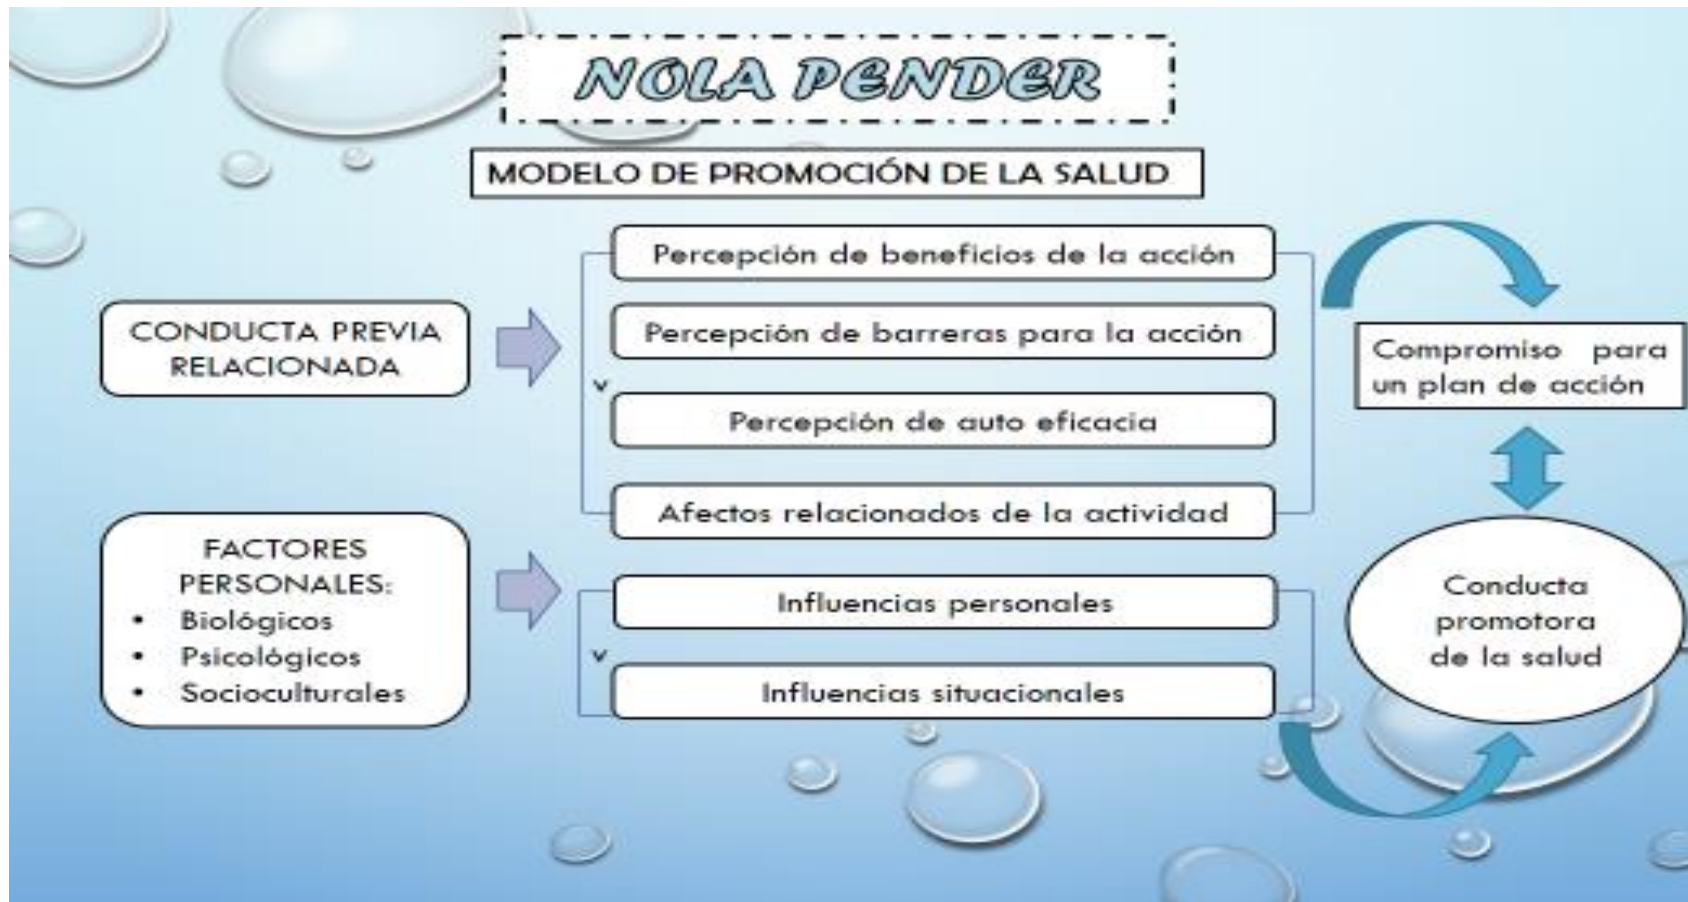 NOLA PENDER
MODELO DE PROMOCIÓN DE LA SALUD
CONDUCTA PREVIA
RELACIONADA
FACTORES
PERSONALES:
• Biológicos
• Psicológicos
• Socioculturales
Percepción de beneficios de la acción
Percepción de barreras para la acción
v
Percepción de auto eficacia
Afectos relacionados de la actividad
Influencias personales
v
Influencias situacionales
Compromiso para
un plan de acción
Conducta
promotora
de la salud